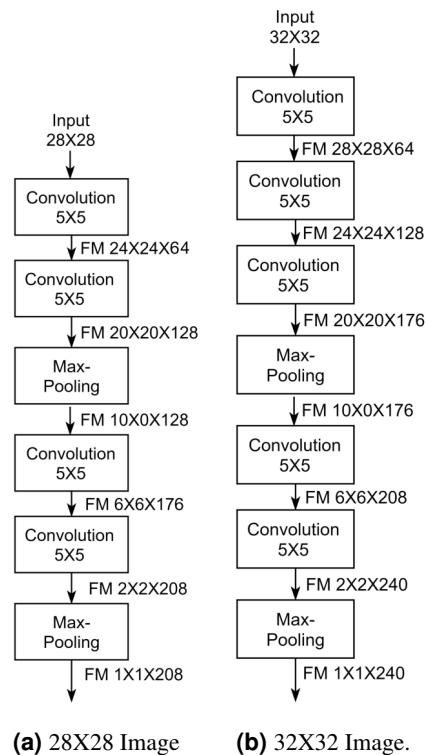 Input
28X28
Convolution
5X5
FM 24X24X64
Convolution
5X5
FM 20X20X128
Max-
Pooling
FM 10X0X128
Convolution
5X5
FM 6X6X176
Convolution
5X5
FM 2X2X208
Max-
Pooling
FM 1X1X208
(a) 28X28 Image
Input
32X32
Convolution
5X5
FM 28X28X64
Convolution
5X5
FM 24X24X128
Convolution
5X5
FM 20X20X176
Max-
Pooling
FM 10X0X176
Convolution
5X5
FM 6X6X208
Convolution
5X5
FM 2X2X240
Max-
Pooling
FM 1X1X240
(b) 32X32 Image.